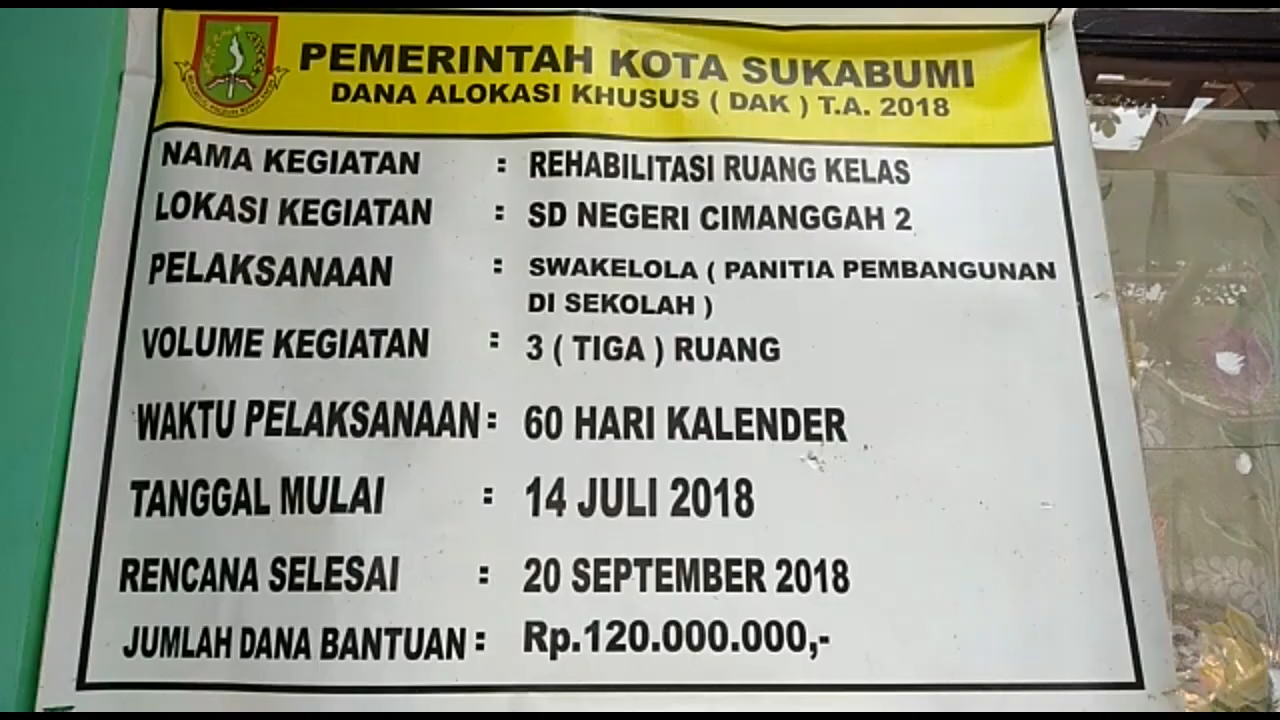 PEMERINTAH KOTA SUKABUMI
DANA ALOKASI KHUSUS ( DAK ) T.A. 2018
NAMA KEGIATAN : REHABILITASI RUANG KELAS
LOKASI KEGIATAN : SD NEGERI CIMANGGAH 2
PELAKSANAAN : SWAKELOLA ( PANITIA PEMBANGUNAN
DI SEKOLAH )
VOLUME KEGIATAN : 3 ( TIGA ) RUANG
WAKTU PELAKSANAAN : 60 HARI KALENDER
TANGGAL MULAI : 14 JULI 2018
RENCANA SELESAI : 20 SEPTEMBER 2018
JUMLAH DANA BANTUAN : Rp.120.000.000,-